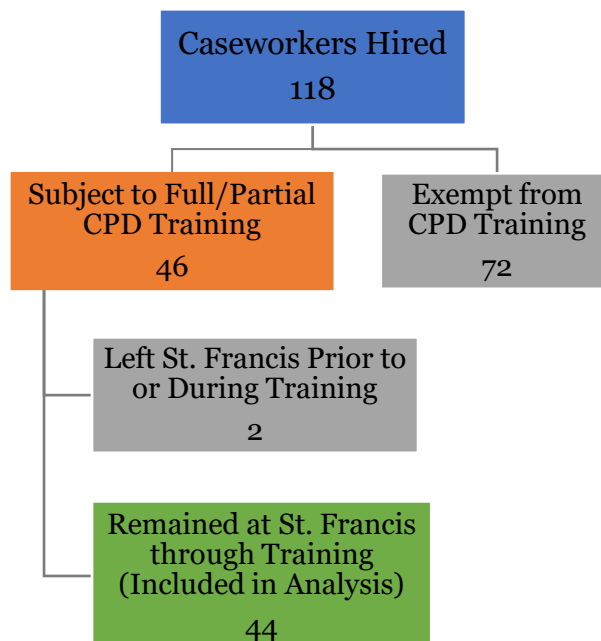 Caseworkers Hired
118
Subject to Full/Partial
CPD Training
46
Exempt from
CPD Training
72
Left St. Francis Prior to
or During Training
2
Remained at St. Francis
through Training
(Included in Analysis)
44